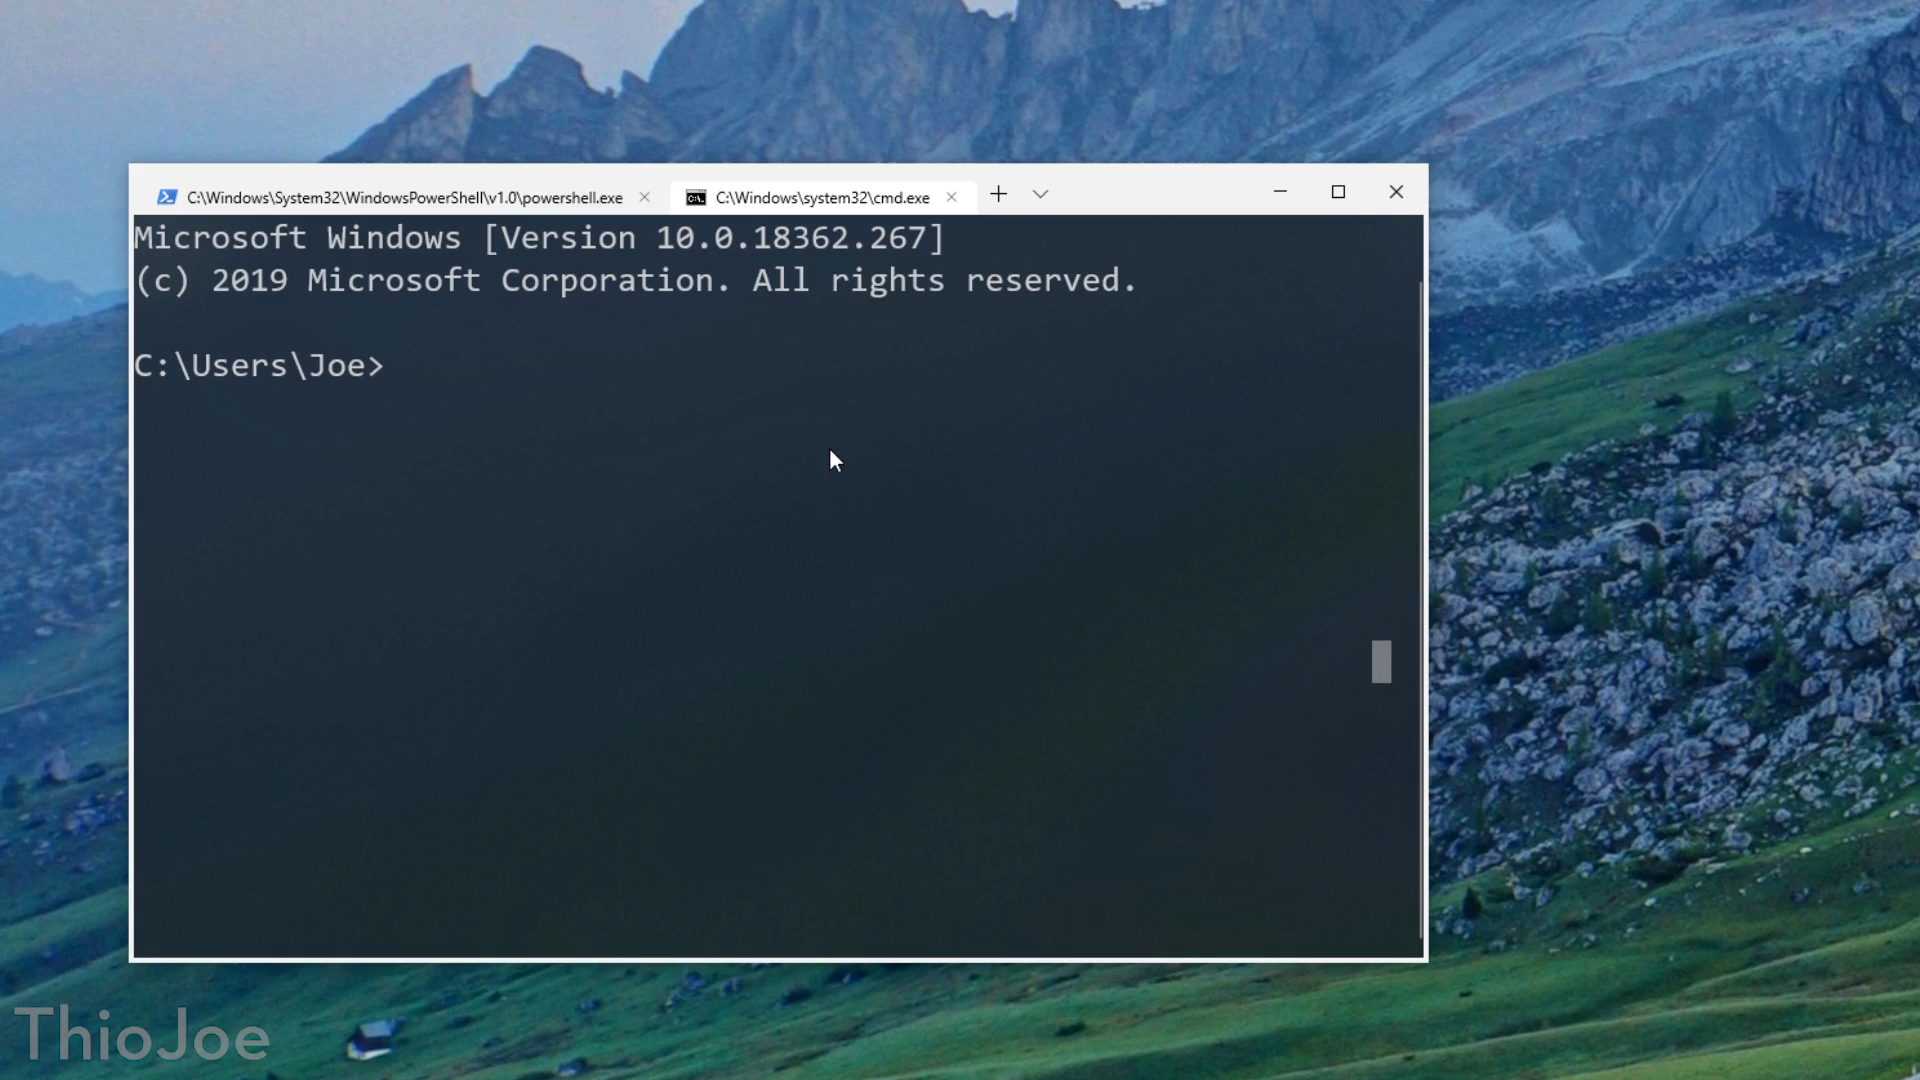 C:\Windows\System32\WindowsPowerShell\v1.0\powershell.exe
C:\Windows\system32\cmd.exe
Microsoft Windows [Version 10.0.18362.267]
(c) 2019 Microsoft Corporation. All rights reserved.
C:\Users\Joe>
ThioJoe